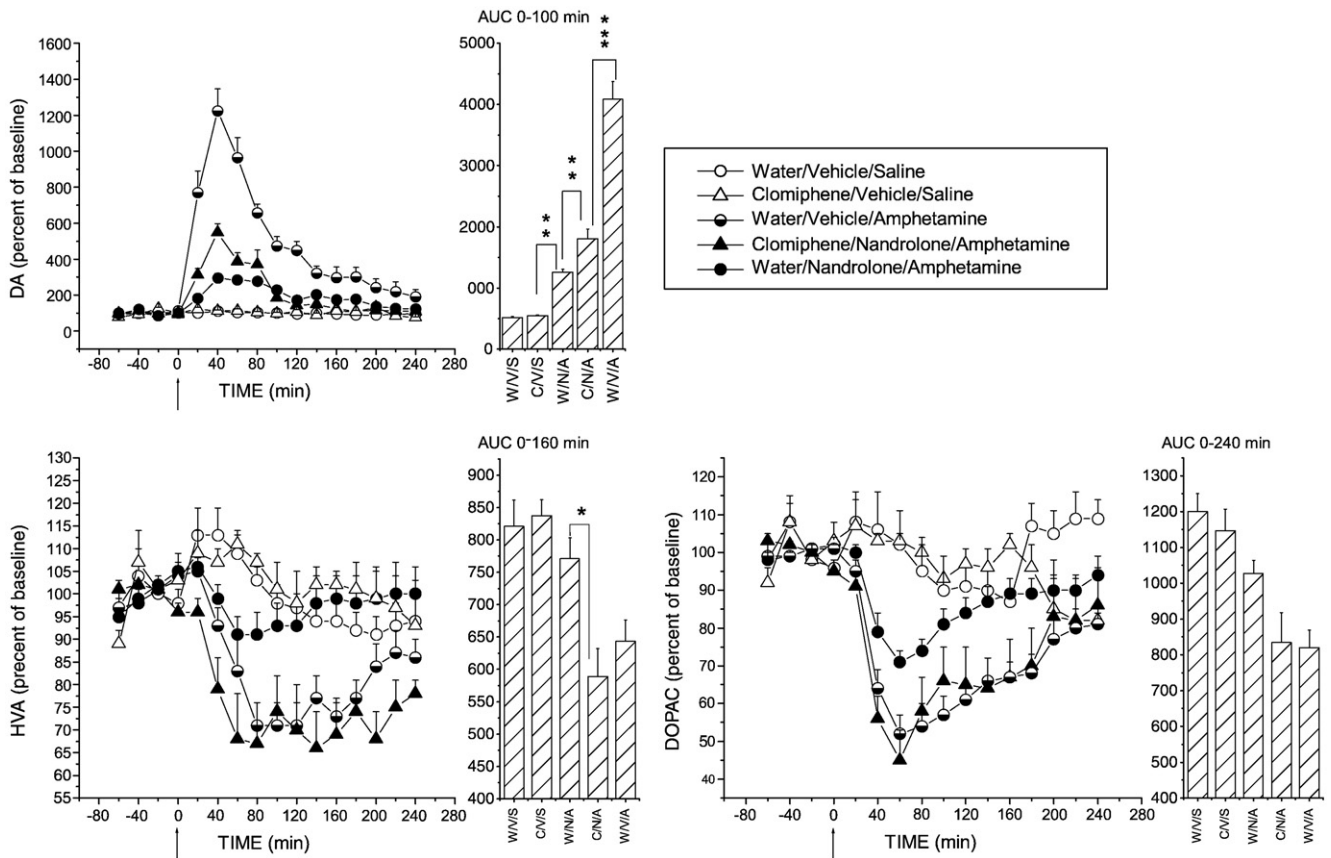 AUC 0-100 min
DA (percent of baseline)
1600
1400
1200
1000
800
600
400
200
100
0
-80 -40 0 40 80 120 160 200 240 280
TIME (min)
5000
4000
3000
2000
0000
0000
**
**
***
W/V/S
C/V/S
W/N/A
C/N/A
W/V/A
Water/Vehicle/Saline
Clomiphene/Vehicle/Saline
Water/Vehicle/Amphetamine
Clomiphene/Nandrolone/Amphetamine
Water/Nandrolone/Amphetamine
HVA (precent of baseline)
130
125
120
115
110
105
100
95
90
85
80
75
70
65
60
55
-80 -40 0 40 80 120 160 200 240 280
TIME (min)
AUC 0-160 min
850
800
750
700
650
600
550
500
450
400
*
W/V/S
C/V/S
W/N/A
C/N/A
W/V/A
DOPAC (percent of baseline)
120
110
100
90
80
70
60
50
40
-80 -40 0 40 80 120 160 200 240 280
TIME (min)
AUC 0-240 min
1300
1200
1100
1000
900
800
700
600
500
400
W/V/S
C/V/S
W/N/A
C/N/A
W/V/A